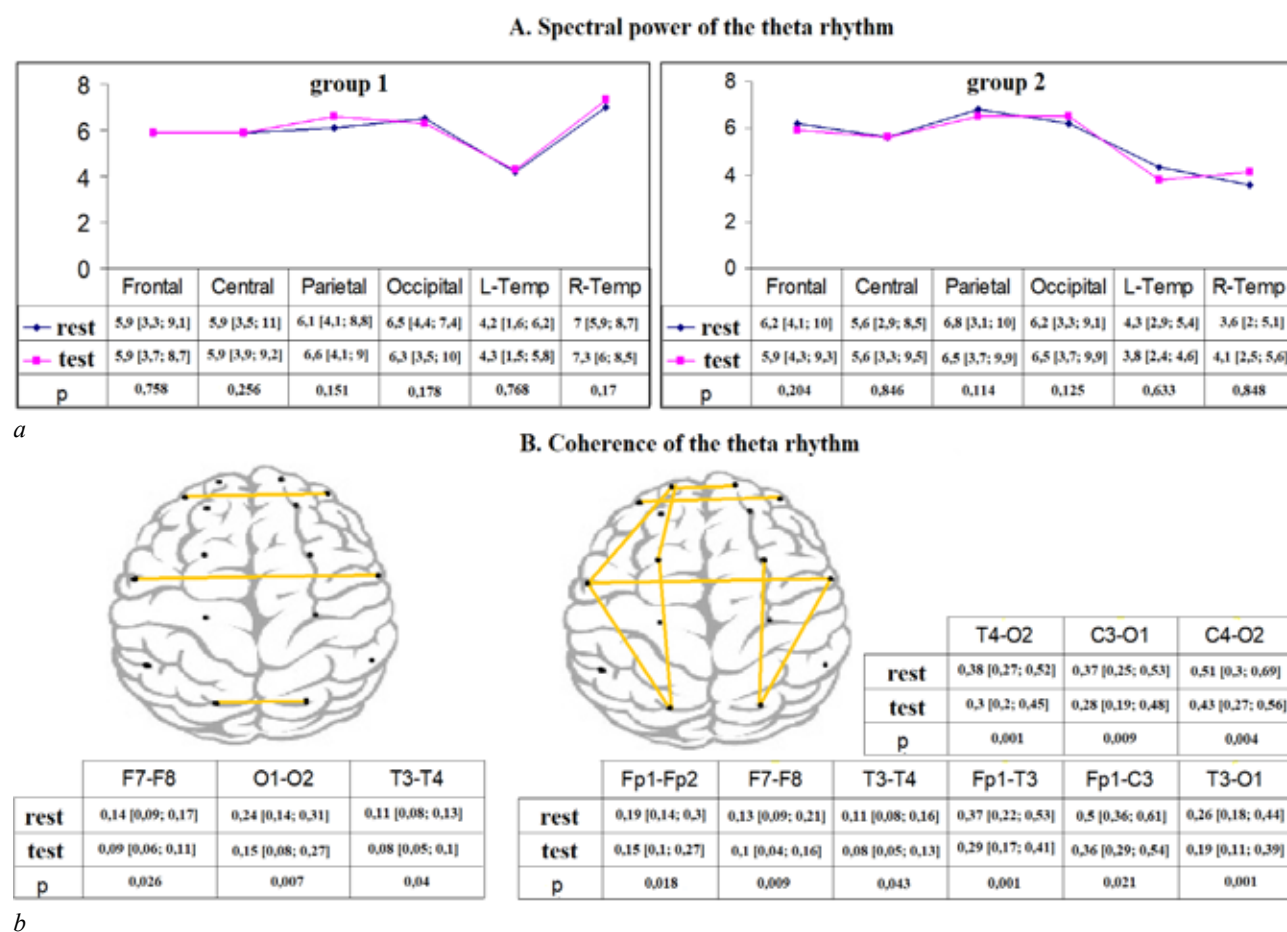 A. Spectral power of the theta rhythm
group 1
8
6
4
2
0
Frontal Central Parietal Occipital L-Temp R-Temp
rest 5,9 [3,3; 9,1] 5,9 [3,5; 11] 6,1 [4,1; 8,8] 6,5 [4,4; 7,4] 4,2 [1,6; 6,2] 7 [5,9; 8,7]
test 5,9 [3,7; 8,7] 5,9 [3,9; 9,2] 6,6 [4,1; 9] 6,3 [3,5; 10] 4,3 [1,5; 5,8] 7,3 [6; 8,5]
p 0,758 0,256 0,151 0,178 0,768 0,17
group 2
8
6
4
2
0
Frontal Central Parietal Occipital L-Temp R-Temp
rest 6,2 [4,1; 10] 5,6 [2,9; 8,5] 6,8 [3,1; 10] 6,2 [3,3; 9,1] 4,3 [2,9; 5,4] 3,6 [2; 5,1]
test 5,9 [4,3; 9,3] 5,6 [3,3; 9,5] 6,5 [3,7; 9,9] 6,5 [3,7; 9,9] 3,8 [2,4; 4,6] 4,1 [2,5; 5,6]
p 0,204 0,846 0,114 0,125 0,633 0,848
a
B. Coherence of the theta rhythm
F7-F8 O1-O2 T3-T4
rest 0,14 [0,09; 0,17] 0,24 [0,14; 0,31] 0,11 [0,08; 0,13]
test 0,09 [0,06; 0,11] 0,15 [0,08; 0,27] 0,08 [0,05; 0,1]
p 0,026 0,007 0,04
T4-O2 C3-O1 C4-O2
rest 0,38 [0,27; 0,52] 0,37 [0,25; 0,53] 0,51 [0,3; 0,69]
test 0,3 [0,2; 0,45] 0,28 [0,19; 0,48] 0,43 [0,27; 0,56]
p 0,001 0,009 0,004
Fp1-Fp2 F7-F8 T3-T4 Fp1-T3 Fp1-C3 T3-O1
rest 0,19 [0,14; 0,3] 0,13 [0,09; 0,21] 0,11 [0,08; 0,16] 0,37 [0,22; 0,53] 0,5 [0,36; 0,61] 0,26 [0,18; 0,44]
test 0,15 [0,1; 0,27] 0,1 [0,04; 0,16] 0,08 [0,05; 0,13] 0,29 [0,17; 0,41] 0,36 [0,29; 0,54] 0,19 [0,11; 0,39]
p 0,018 0,009 0,043 0,001 0,021 0,001
b